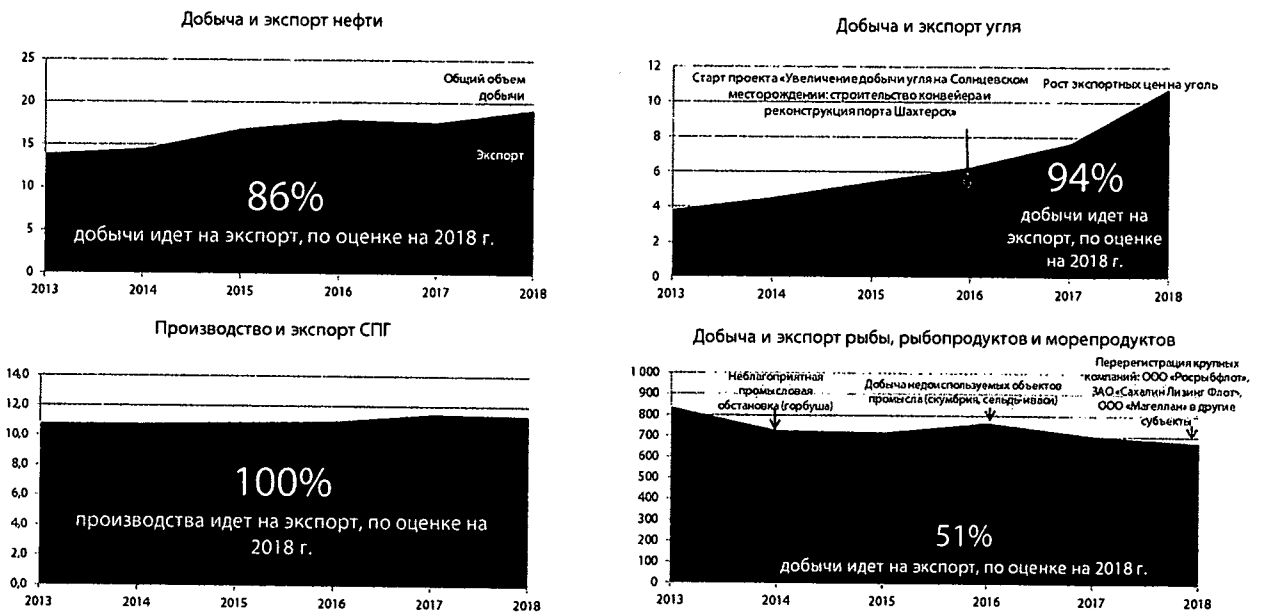 Добыча и экспорт нефти
25
20
15
10
5
0
Общий объем
добычи
Экспорт
86%
добычи идет на экспорт, по оценке на 2018 г.
2013 2014 2015 2016 2017 2018
Добыча и экспорт угля
12
10
8
6
4
2
0
Старт проекта «Увеличение добычи угля на Солнцевском
месторождении: строительство конвейера и
реконструкция порта Шахтерск»
Рост экспортных цен на уголь
94%
добычи идет на
экспорт, по оценке
на 2018 г.
2013 2014 2015 2016 2017 2018
Производство и экспорт СПГ
14,0
12,0
10,0
8,0
6,0
4,0
2,0
0,0
100%
производства идет на экспорт, по оценке на
2018 г.
2013 2014 2015 2016 2017 2018
Добыча и экспорт рыбы, рыбопродуктов и морепродуктов
1 000
900
800
700
600
500
400
300
200
100
0
Неблагоприятная
промысловая
обстановка (горбуша)
Добыча недоиспользуемых объектов
промысла (скумбрия, сельдь-иваси)
Перерегистрация крупных
компаний: ООО «Росрыбфлот»,
ЗАО «Сахалин Лизинг Флот»,
ООО «Магеллан» в другие
субъекты
51%
добычи идет на экспорт, по оценке на 2018 г.
2013 2014 2015 2016 2017 2018